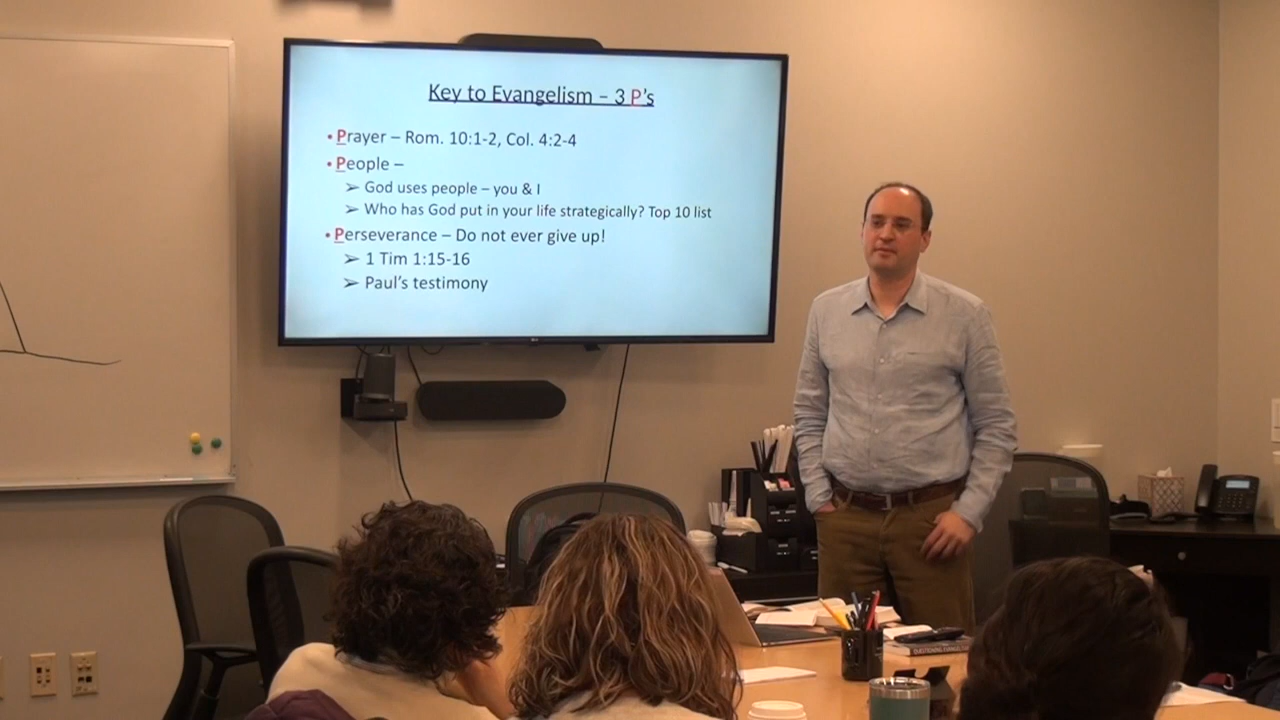 Key to Evangelism – 3 P's
• Prayer – Rom. 10:1-2, Col. 4:2-4
• People –
➢ God uses people – you & I
➢ Who has God put in your life strategically? Top 10 list
• Perseverance – Do not ever give up!
➢ 1 Tim 1:15-16
➢ Paul's testimony
QUESTIONING EVANGELISM